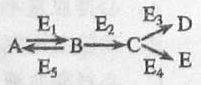 E₁ E₂ E₃ D
A ⇌ B → C
E₅ E₄ E